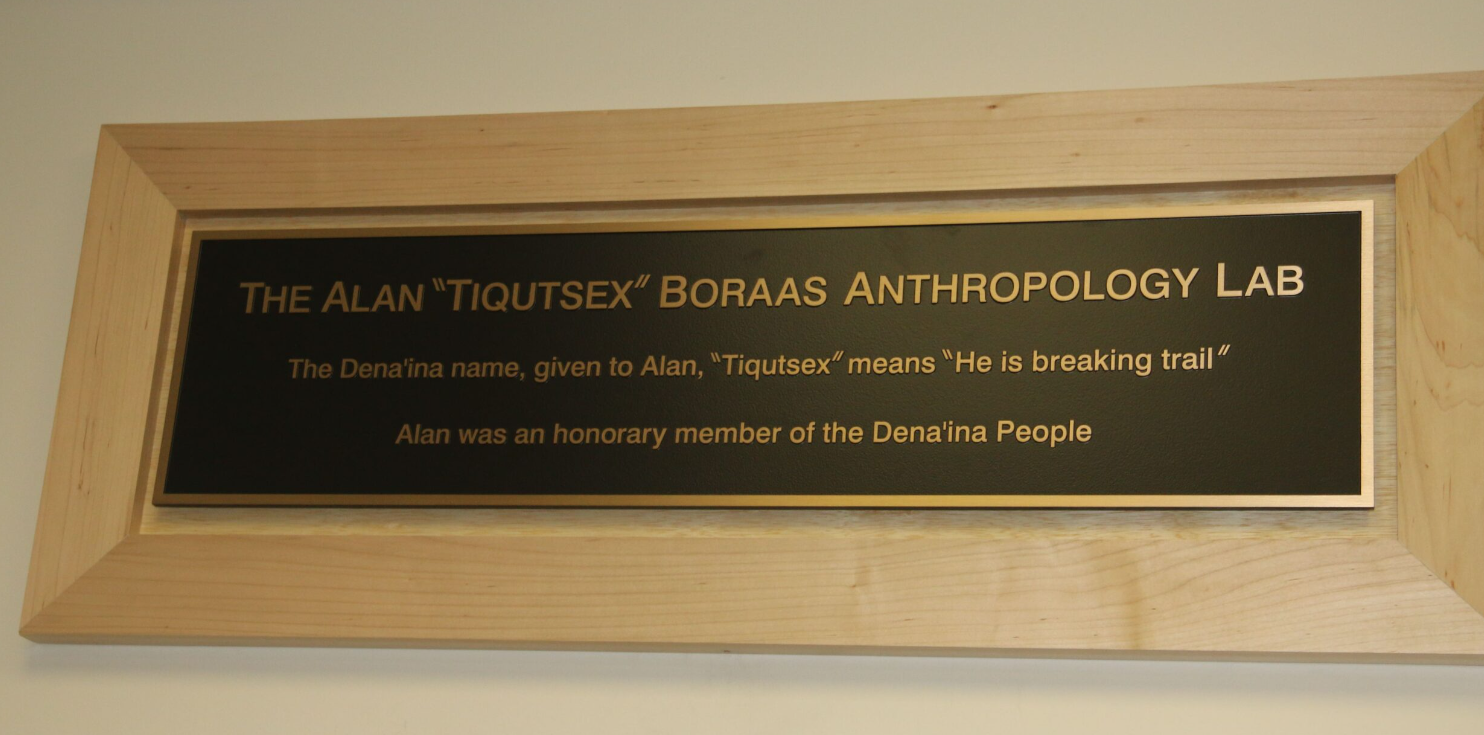 THE ALAN "TIQUTSEX" BORAAS ANTHROPOLOGY LAB
The Dena'ina name, given to Alan, "Tiqutsex" means "He is breaking trail"
Alan was an honorary member of the Dena'ina People